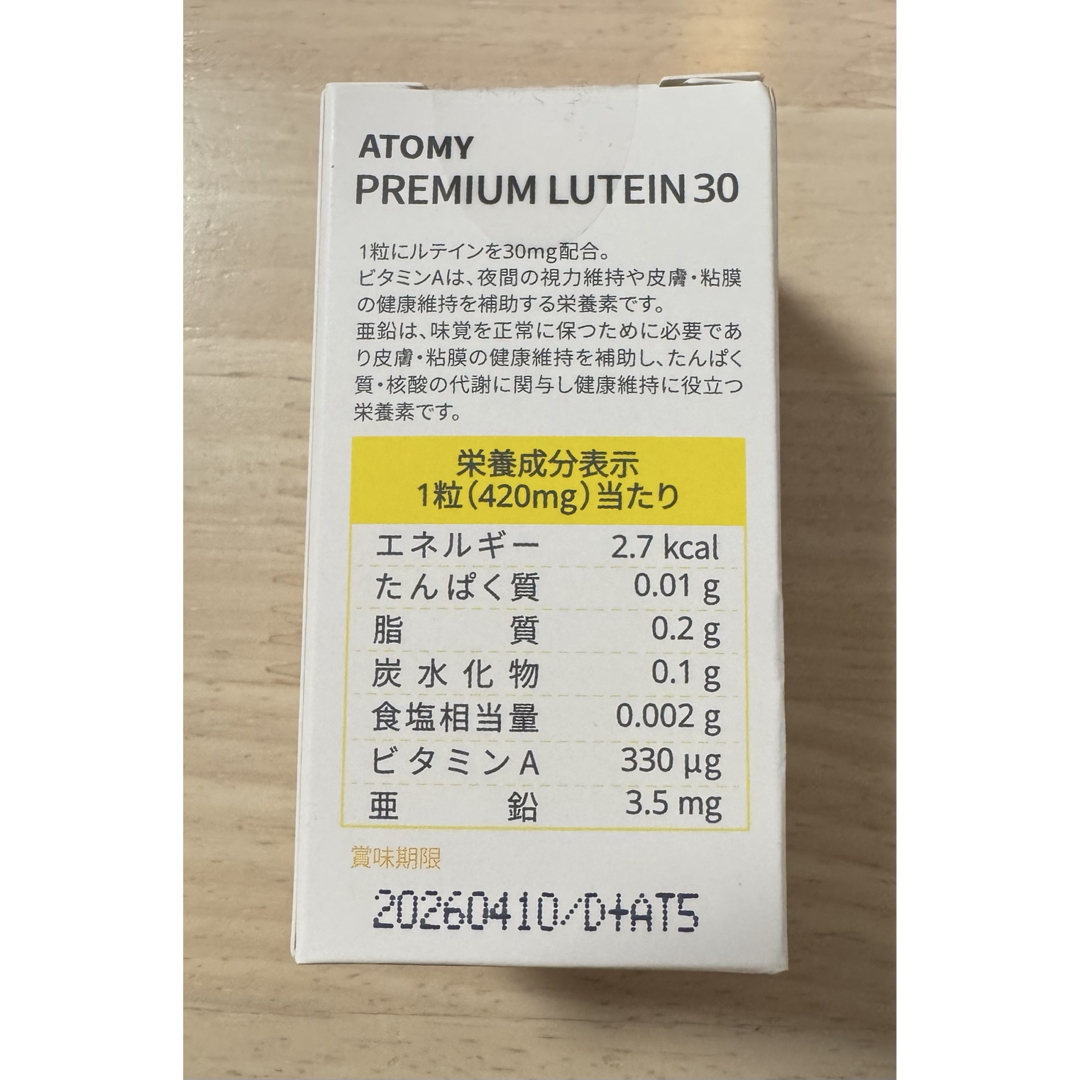 ATOMY
PREMIUM LUTEIN 30
1粒にルテインを30mg配合。
ビタミンAは、夜間の視力維持や皮膚・粘膜
の健康維持を補助する栄養素です。
亜鉛は、味覚を正常に保つために必要であ
り皮膚・粘膜の健康維持を補助し、たんぱく
質・核酸の代謝に関与し健康維持に役立つ
栄養素です。
栄養成分表示
1粒(420mg)当たり
エネルギー 2.7 kcal
たんぱく質 0.01 g
脂質 0.2 g
炭水化物 0.1 g
食塩相当量 0.002 g
ビタミンA 330 μg
亜鉛 3.5 mg
賞味期限
20260410/D+AT5